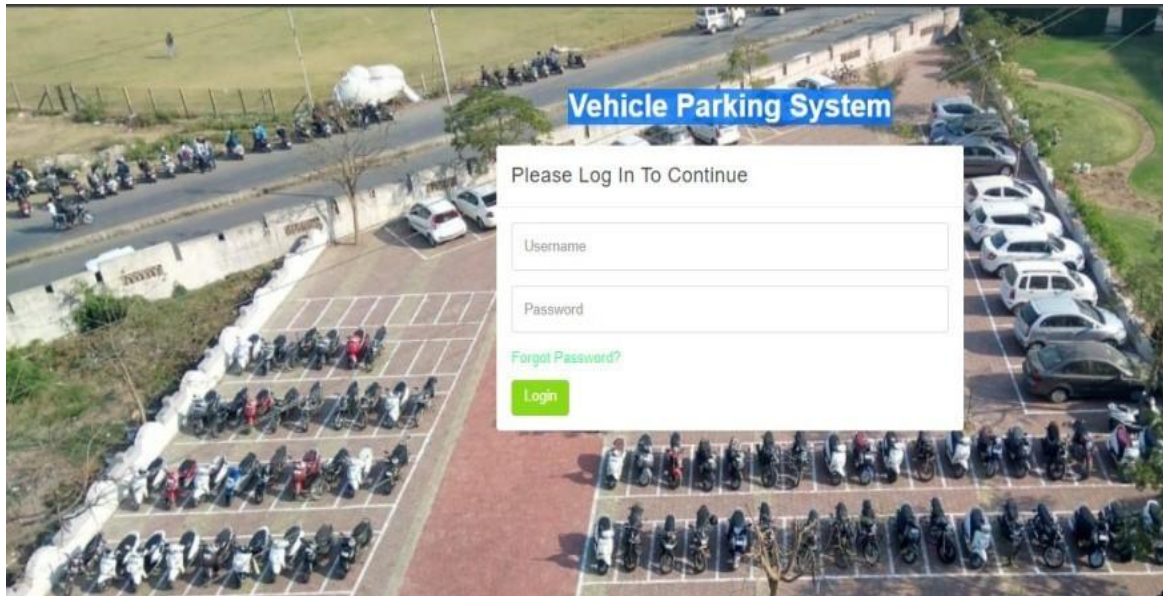 Vehicle Parking System
Please Log In To Continue
Username
Password
Forgot Password?
Login